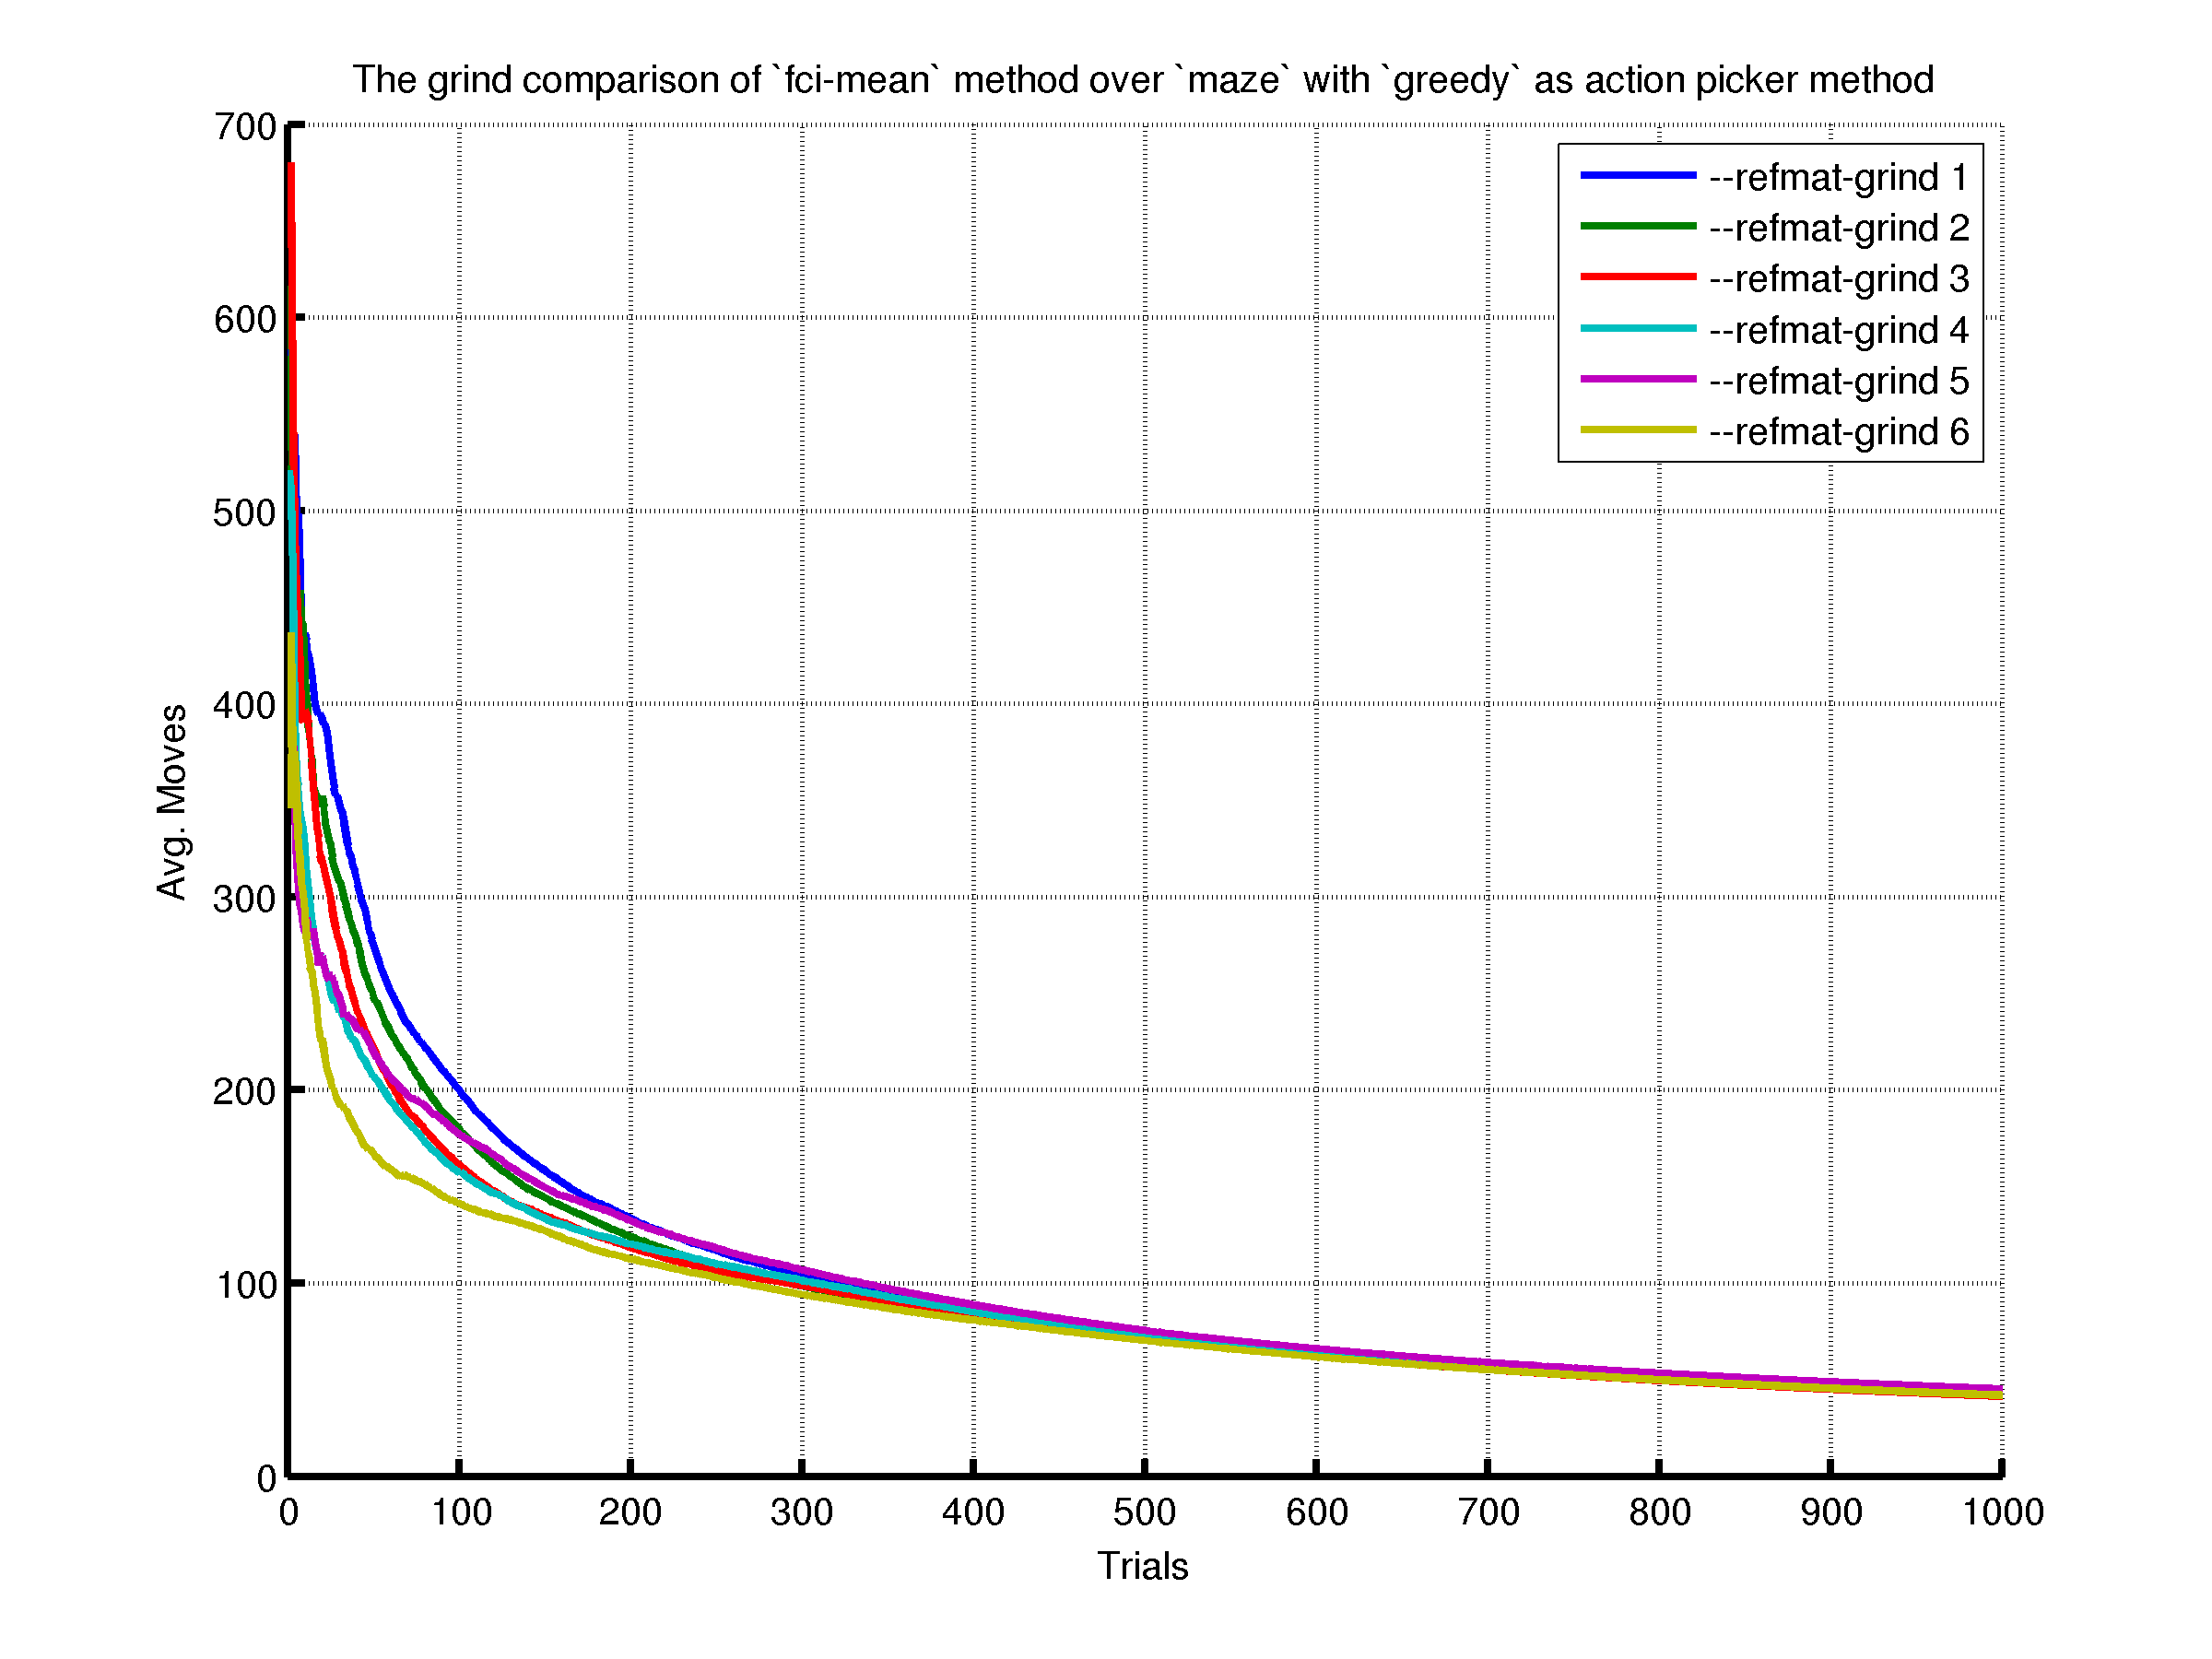 The grind comparison of `fci-mean` method over `maze` with `greedy` as action picker method
700
600
500
400
300
200
100
0
Avg. Moves
--refmat-grind 1
--refmat-grind 2
--refmat-grind 3
--refmat-grind 4
--refmat-grind 5
--refmat-grind 6
0 100 200 300 400 500 600 700 800 900 1000
Trials